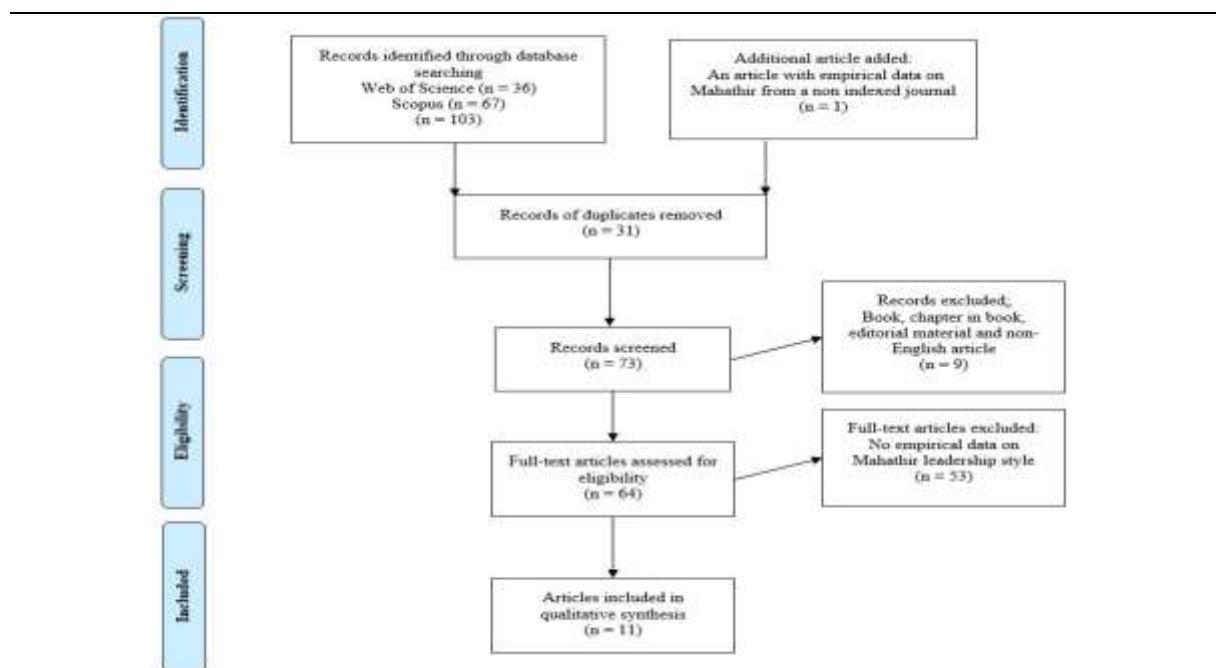 Identification
Records identified through database
searching
Web of Science (n = 36)
Scopus (n = 67)
(n = 103)
Additional article added:
An article with empirical data on
Mahathir from a non indexed journal
(n = 1)
Screening
Records of duplicates removed
(n = 31)
Records screened
(n = 73)
Records excluded;
Book, chapter in book,
editorial material and non-
English article
(n = 9)
Eligibility
Full-text articles assessed for
eligibility
(n = 64)
Full-text articles excluded:
No empirical data on
Mahathir leadership style
(n = 53)
Included
Articles included in
qualitative synthesis
(n = 11)